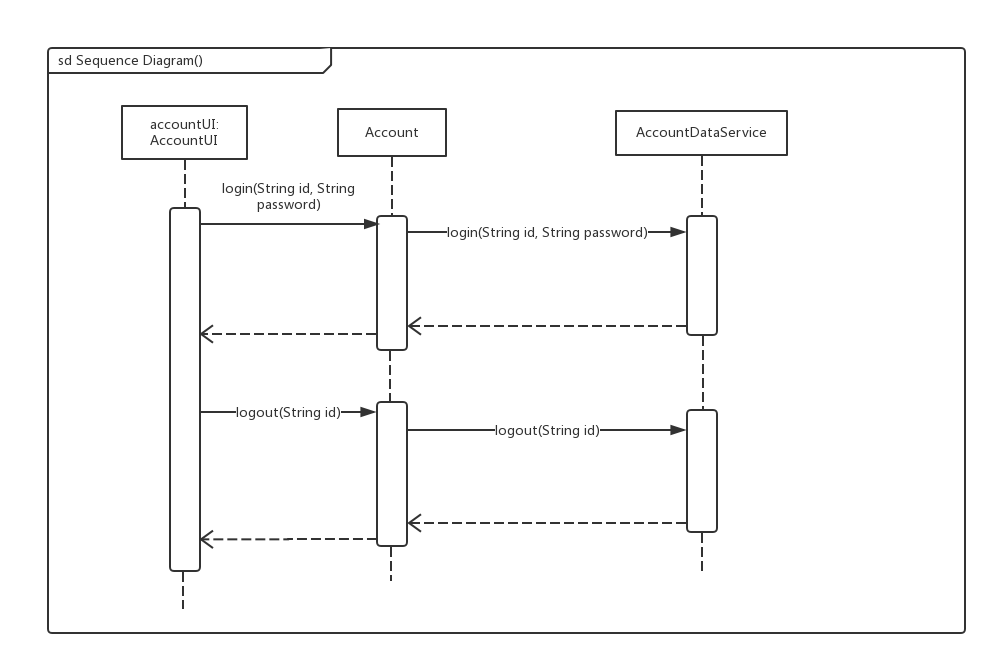 sd Sequence Diagram()
accountUI:
AccountUI
Account
AccountDataService
login(String id, String
password)
login(String id, String password)
logout(String id)
logout(String id)